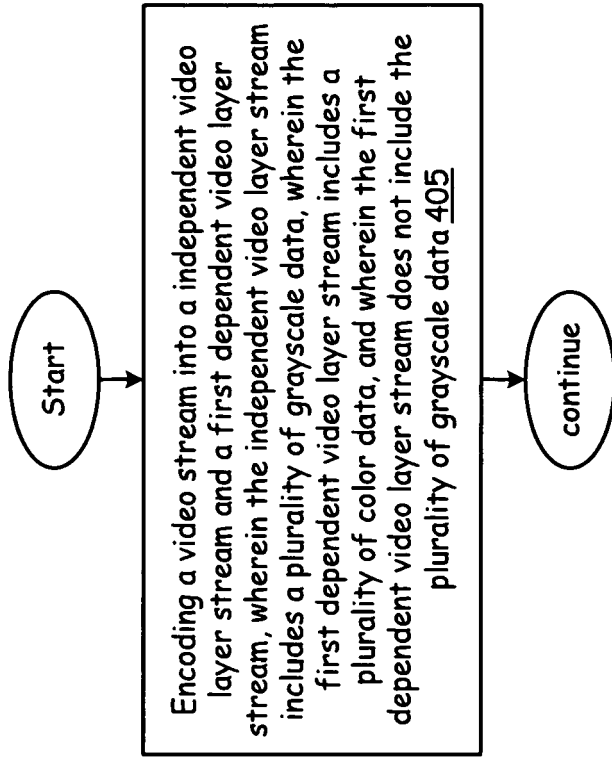 Start
Encoding a video stream into a independent video
layer stream and a first dependent video layer
stream, wherein the independent video layer stream
includes a plurality of grayscale data, wherein the
first dependent video layer stream includes a
plurality of color data, and wherein the first
dependent video layer stream does not include the
plurality of grayscale data 405
continue